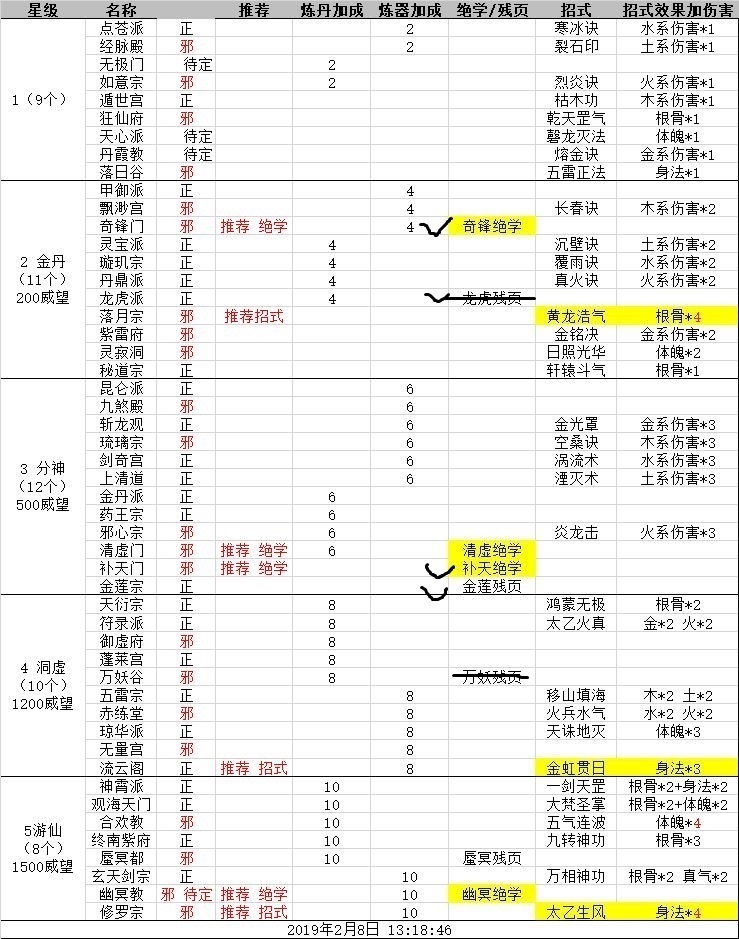 星级 名称 推荐 炼丹加成 炼器加成 绝学/残页 招式 招式效果加伤害
1（9个）
点苍派 正 2 寒冰诀 水系伤害*1
经脉殿 邪 2 裂石印 土系伤害*1
无极门 待定 2
如意宗 邪 2 烈炎诀 火系伤害*1
遁世宫 正 枯木功 木系伤害*1
狂仙府 邪 乾天罡气 根骨*1
天心派 待定 磬龙灭法 体魄*1
丹霞教 待定 熔金诀 金系伤害*1
落日谷 邪 五雷正法 身法*1
2 金丹
（11个）
200威望
甲御派 正 4
飘渺宫 邪 4 长春诀 木系伤害*2
奇锋门 邪 推荐 绝学 4 奇锋绝学
灵宝派 正 4 沉壁诀 土系伤害*2
璇玑宗 正 4 覆雨诀 水系伤害*2
丹鼎派 正 4 真火诀 火系伤害*2
龙虎派 正 4 龙虎残页
落月宗 邪 推荐招式 黄龙浩气 根骨*4
紫雷府 邪 金铭决 金系伤害*2
灵寂洞 邪 日照光华 体魄*2
秘道宗 正 轩辕斗气 根骨*1
3 分神
（12个）
500威望
昆仑派 正 6
九煞殿 邪 6
斩龙观 正 6 金光罩 金系伤害*3
琉璃宗 邪 6 空桑诀 木系伤害*3
剑奇宫 正 6 涡流术 水系伤害*3
上清道 正 6 湮灭术 土系伤害*3
金丹派 正 6
药王宗 正 6
邪心宗 邪 6 炎龙击 火系伤害*3
清虚门 邪 推荐 绝学 6 清虚绝学
补天门 邪 推荐 绝学 补天绝学
金莲宗 正 金莲残页
4 洞虚
（10个）
1200威望
天衍宗 正 8 鸿蒙无极 根骨*2
符录派 正 8 太乙火真 金*2 火*2
御虚府 邪 8
蓬莱宫 正 8
万妖谷 邪 8 万妖残页
五雷宗 正 8 移山填海 木*2 土*2
赤练堂 邪 8 火兵水气 水*2 火*2
琼华派 正 8 天诛地灭 体魄*3
无量宫 邪 8
流云阁 正 推荐 招式 8 金虹贯日 身法*3
5游仙
（8个）
1500威望
神霄派 正 10 一剑天罡 根骨*2+身法*2
观海天门 正 10 大梵圣掌 根骨*2+体魄*2
合欢教 邪 10 五气连波 体魄*4
终南紫府 正 10 九转神功 根骨*3
蜃冥都 邪 10 蜃冥残页
玄天剑宗 正 10 万相神功 根骨*2 真气*2
幽冥教 邪 待定 推荐 绝学 10 幽冥绝学
修罗宗 邪 推荐 招式 10 太乙生风 身法*4
2019年2月8日 13:18:46